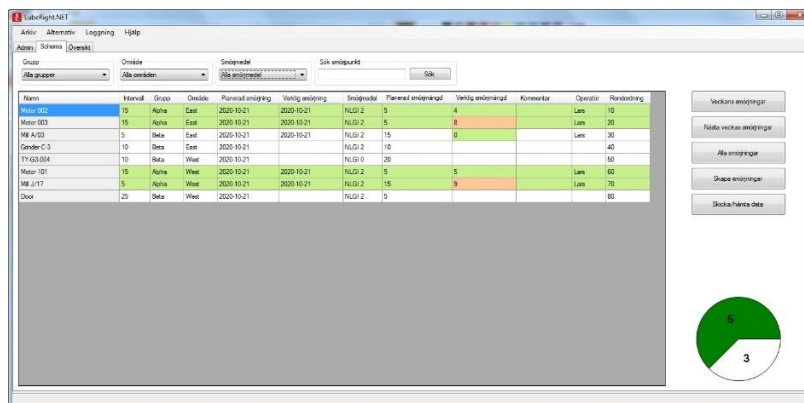 LubeRight.NET
Arkiv Alternativ Loggning Hjälp
Admin Schema Översikt
Grupp Område Smörjmedel Sök smörjpunkt
Alla grupper Alla områden Alla smörjmedel Sök
Namn Intervall Grupp Område Planerad smörjning Verklig smörjning Smörjmedel Planerad smörjmängd Verklig smörjmängd Kommentar Operatör Rondordning
Motor 002 15 Alpha East 2020-10-21 2020-10-21 NLGI 2 5 4 Lars 10
Motor 003 15 Alpha East 2020-10-21 2020-10-21 NLGI 2 5 8 Lars 20
Mill A/03 5 Beta East 2020-10-21 2020-10-21 NLGI 2 15 0 Lars 30
Grinder C-3 10 Beta East 2020-10-21 NLGI 2 10 40
TY-G3-004 10 Beta West 2020-10-21 NLGI 0 20 50
Motor 101 15 Alpha West 2020-10-21 2020-10-21 NLGI 2 5 5 Lars 60
Mill J/17 5 Alpha West 2020-10-21 2020-10-21 NLGI 2 15 9 Lars 70
Door 25 Beta West 2020-10-21 NLGI 2 5 80
Veckans smörjningar
Nästa veckas smörjningar
Alla smörjningar
Skapa smörjningar
Skicka/hämta data
5
3